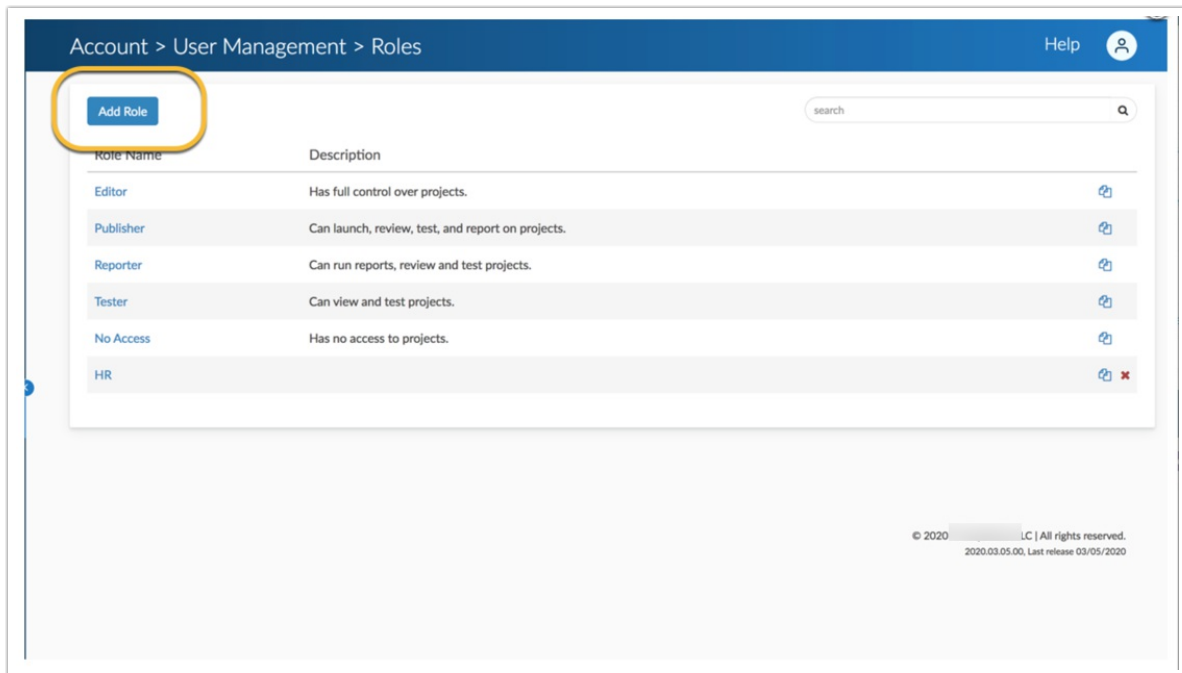 Account > User Management > Roles Help
Add Role search
Role Name Description
Editor Has full control over projects.
Publisher Can launch, review, test, and report on projects.
Reporter Can run reports, review and test projects.
Tester Can view and test projects.
No Access Has no access to projects.
HR
© 2020 LC | All rights reserved.
2020.03.05.00, Last release 03/05/2020